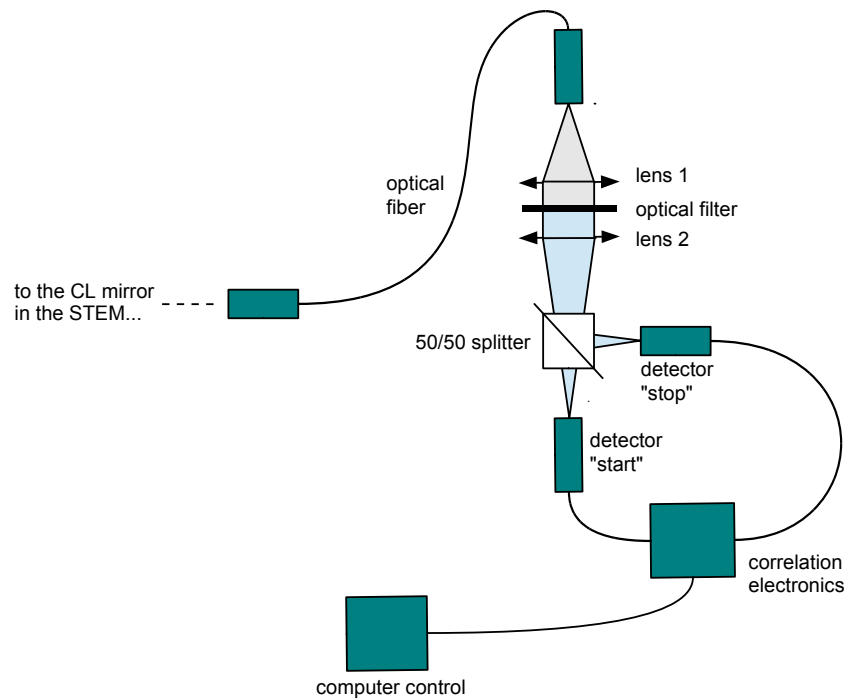 lens 1
optical
fiber
optical filter
lens 2
to the CL mirror
in the STEM...
50/50 splitter
detector
"stop"
detector
"start"
correlation
electronics
computer control